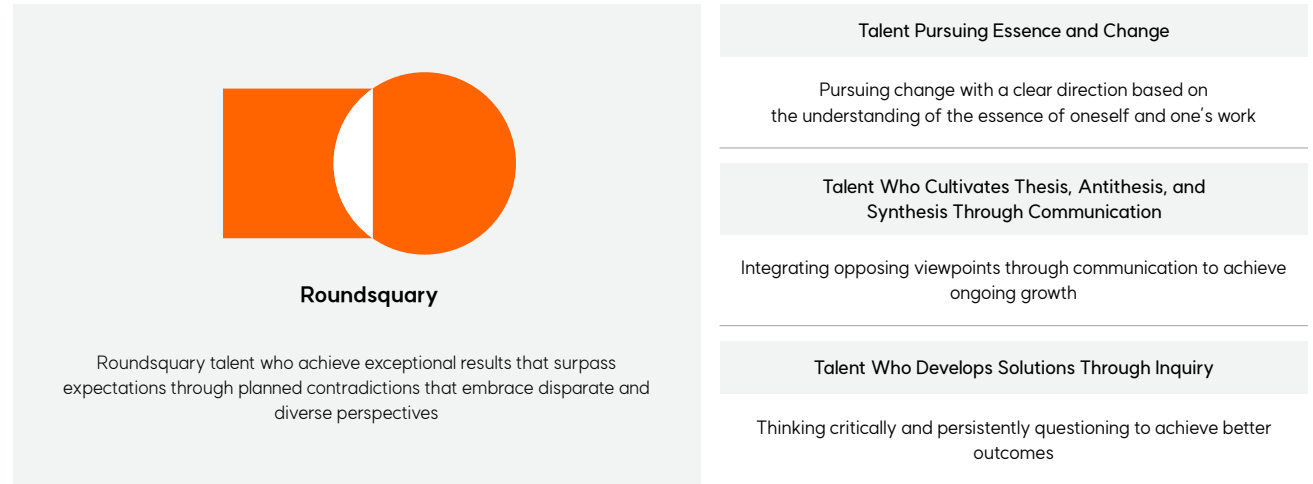 Roundsquary
Roundsquary talent who achieve exceptional results that surpass
expectations through planned contradictions that embrace disparate and
diverse perspectives
Talent Pursuing Essence and Change
Pursuing change with a clear direction based on
the understanding of the essence of oneself and one's work
Talent Who Cultivates Thesis, Antithesis, and
Synthesis Through Communication
Integrating opposing viewpoints through communication to achieve
ongoing growth
Talent Who Develops Solutions Through Inquiry
Thinking critically and persistently questioning to achieve better
outcomes